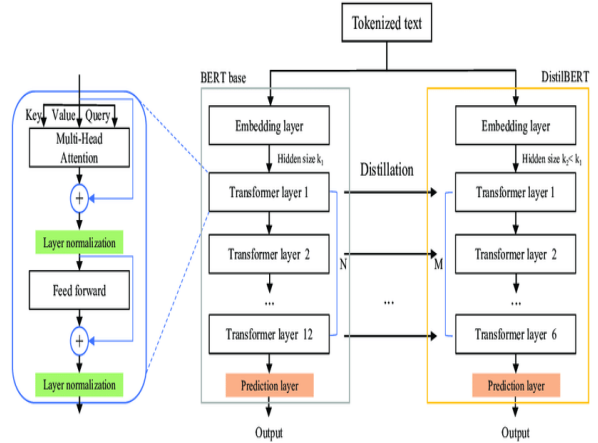 Tokenized text
BERT base
DistilBERT
Key Value Query
Multi-Head
Attention
+
Layer normalization
Feed forward
+
Layer normalization
Embedding layer
Hidden size k₁
Transformer layer 1
Transformer layer 2
...
Transformer layer 12
Prediction layer
Output
N
Distillation
...
M
Embedding layer
Hidden size k₂< k₁
Transformer layer 1
Transformer layer 2
...
Transformer layer 6
Prediction layer
Output